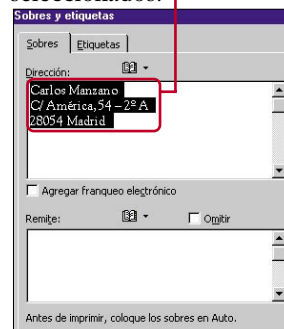 seleccionados.
Sobres y etiquetas
Sobres Etiquetas
Dirección:
Carlos Manzano
C/ América, 54 – 2º A
28054 Madrid
Agregar franqueo electrónico
Remite: Omitir
Antes de imprimir, coloque los sobres en Auto.